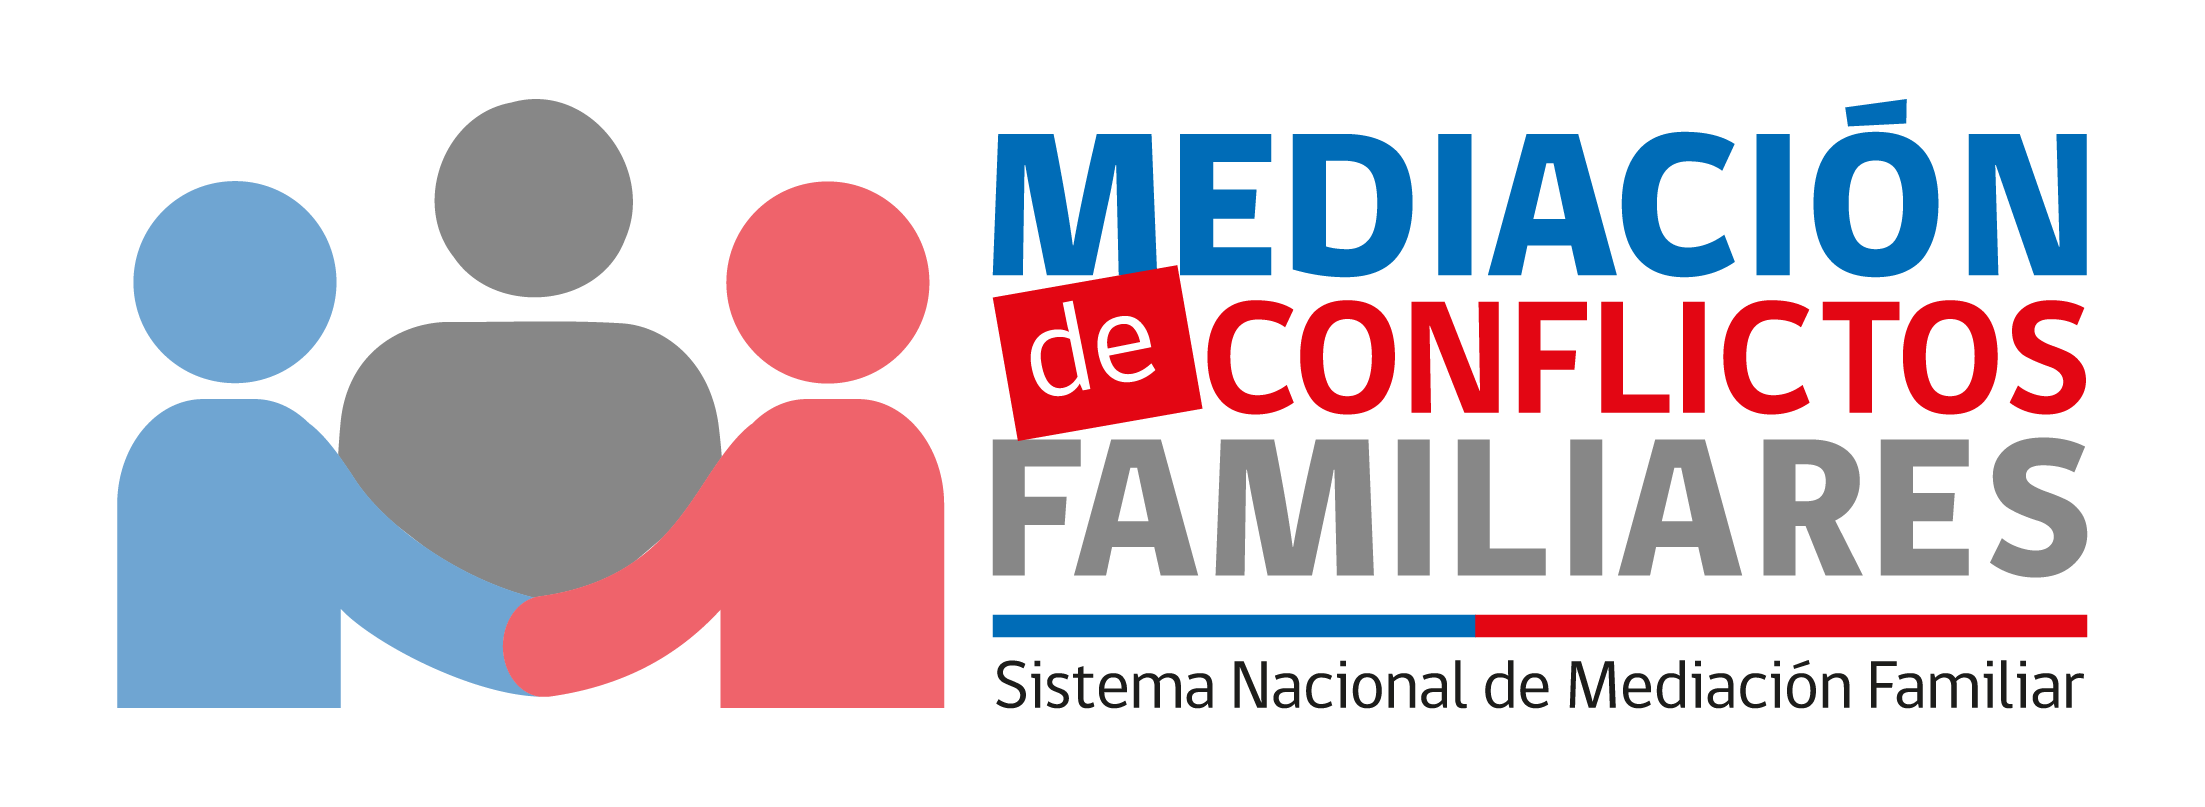 MEDIACIÓN
de CONFLICTOS
FAMILIARES
Sistema Nacional de Mediación Familiar